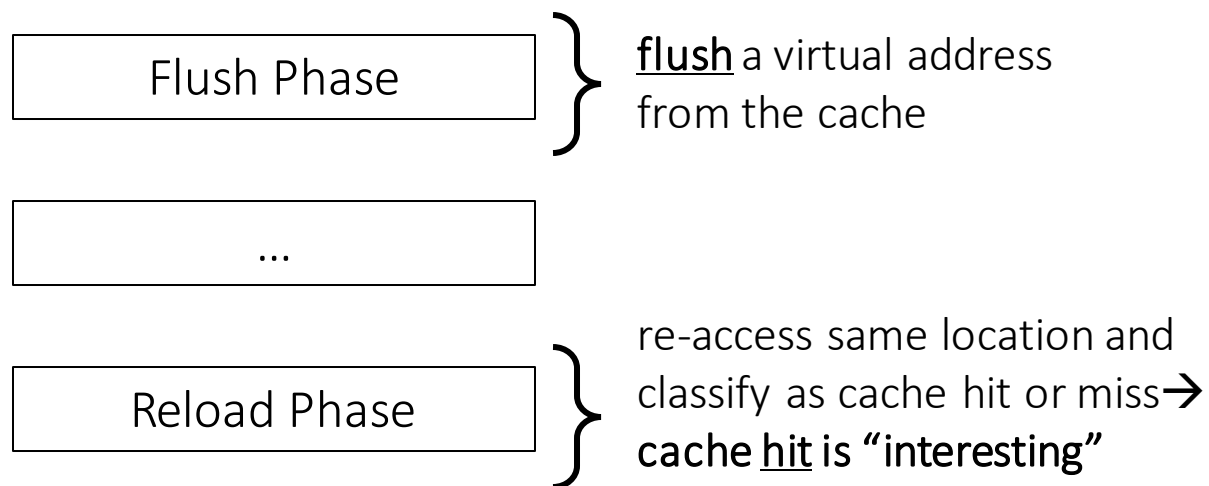 Flush Phase
flush a virtual address
from the cache
...
re-access same location and
Reload Phase
classify as cache hit or miss→
cache hit is “interesting”